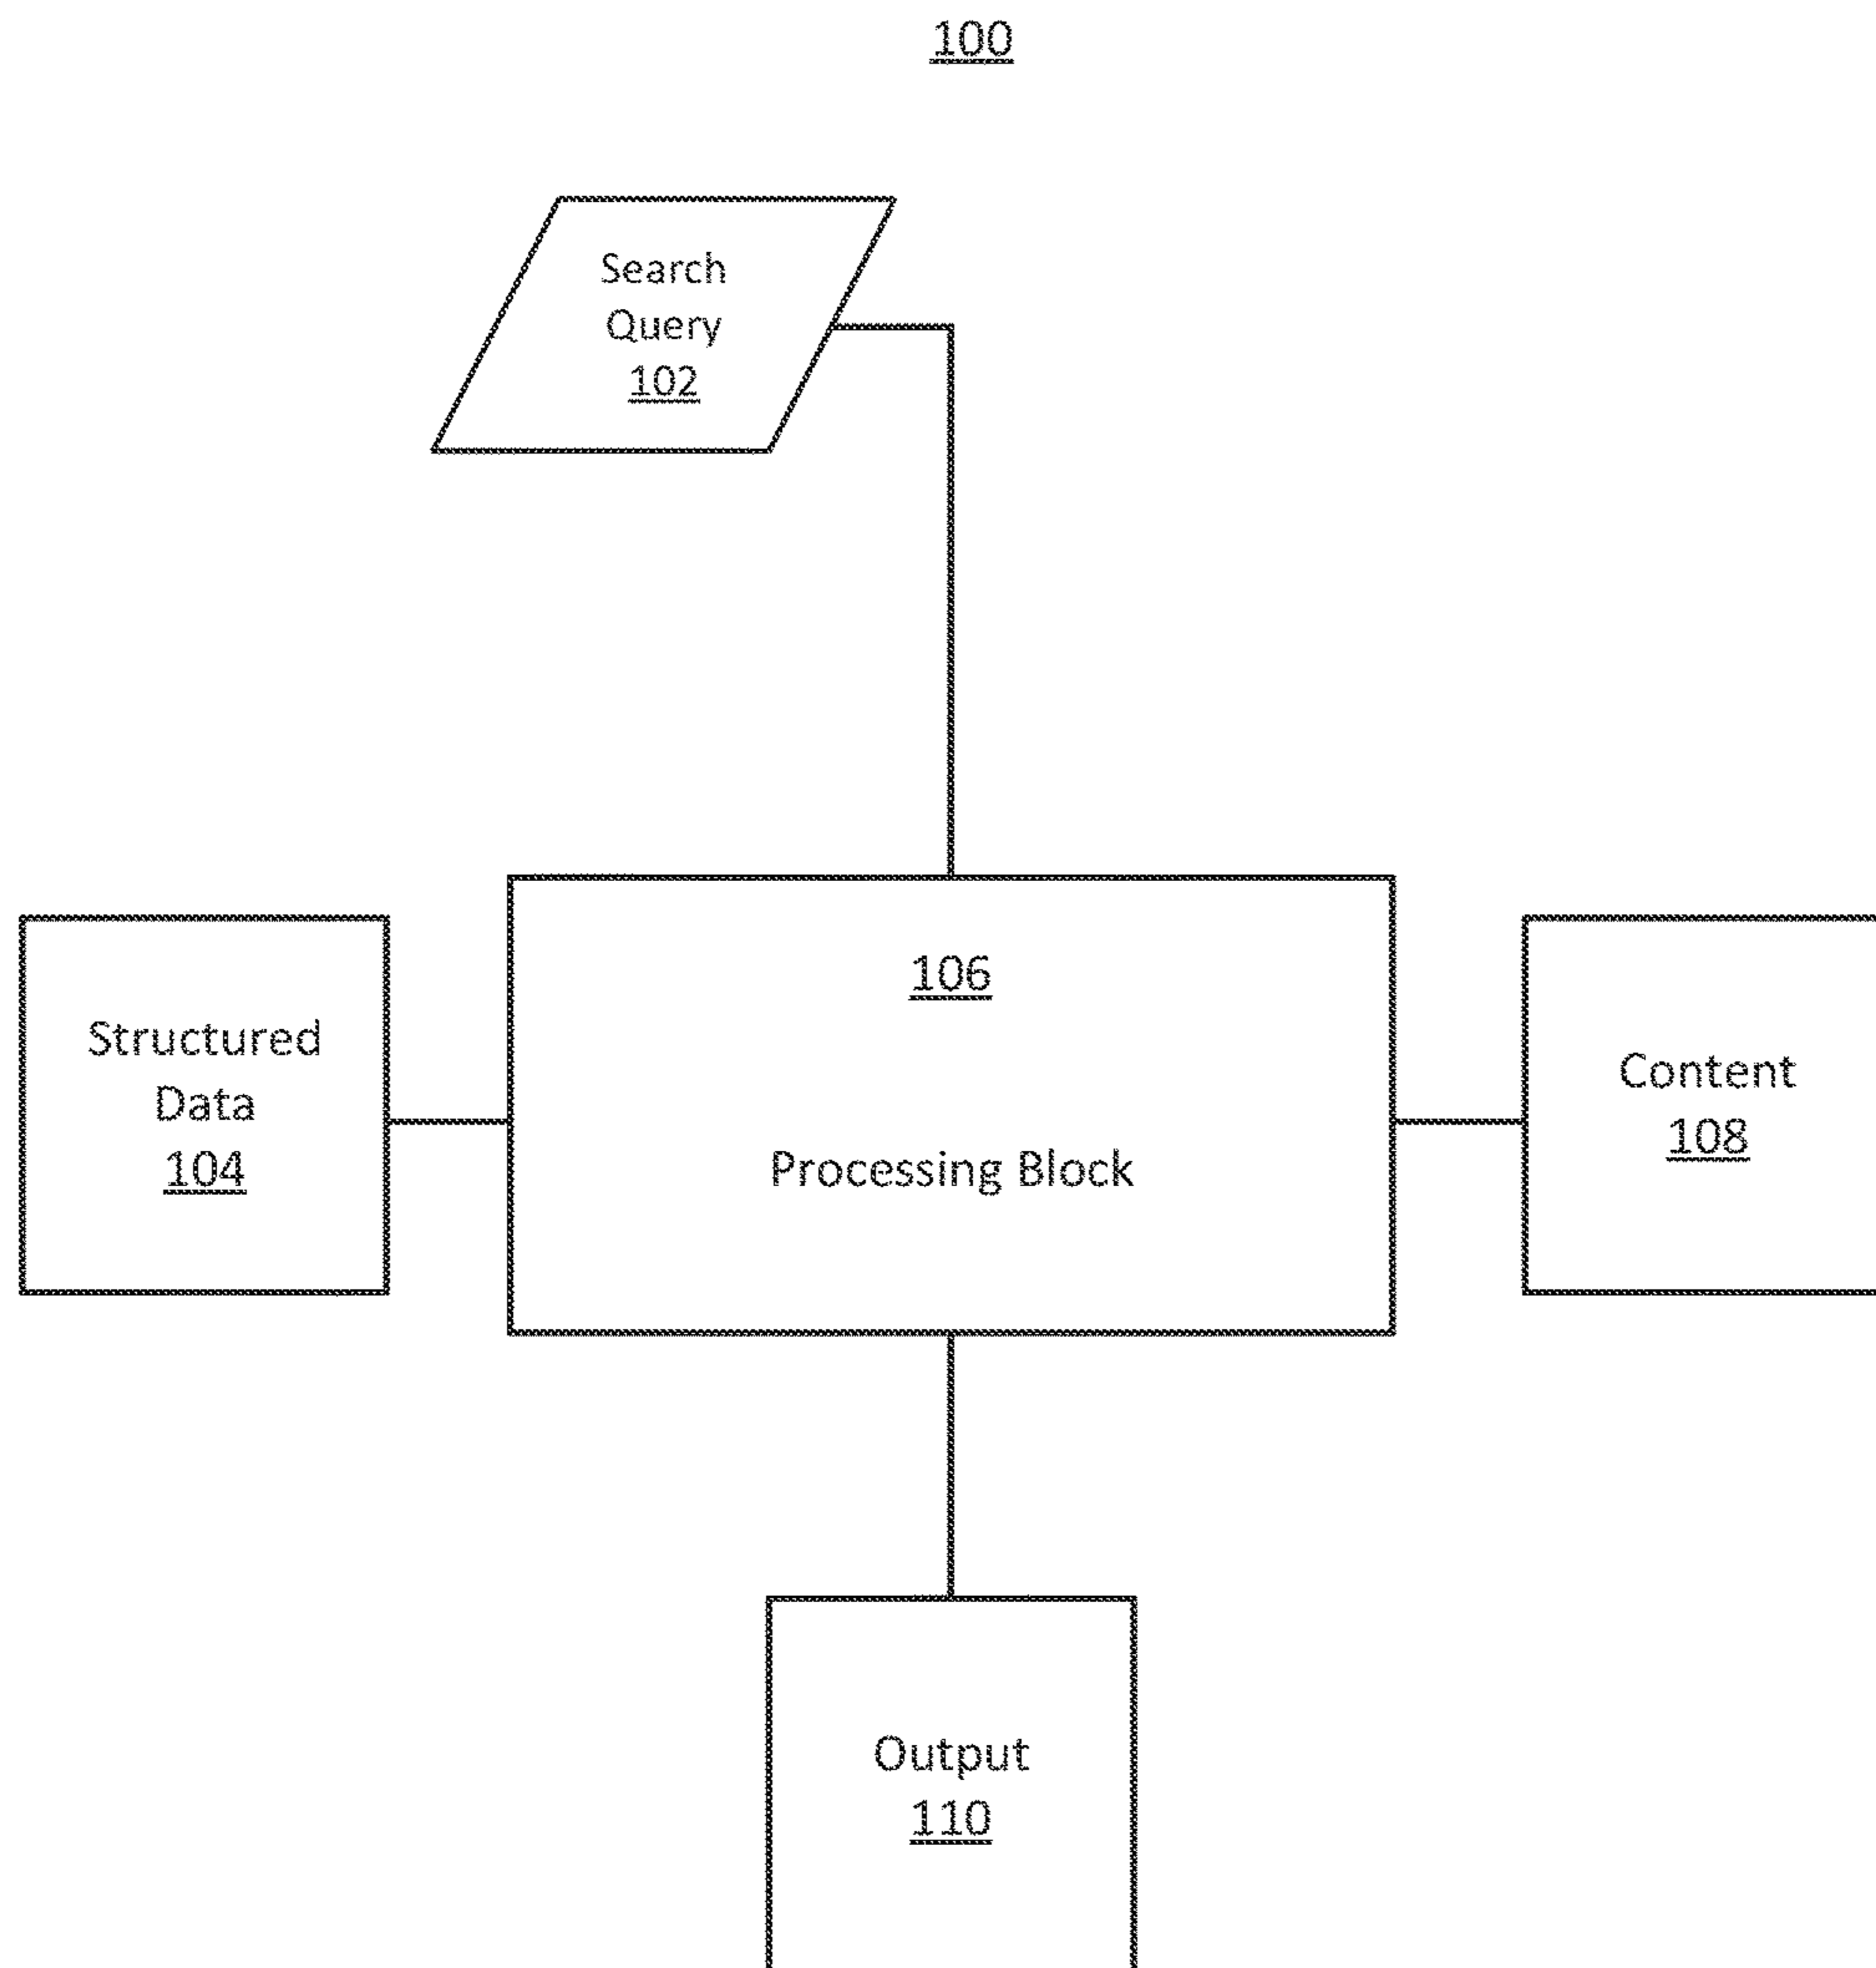 100
Search
Query
102
106
Processing Block
Structured
Data
104
Content
108
Output
110